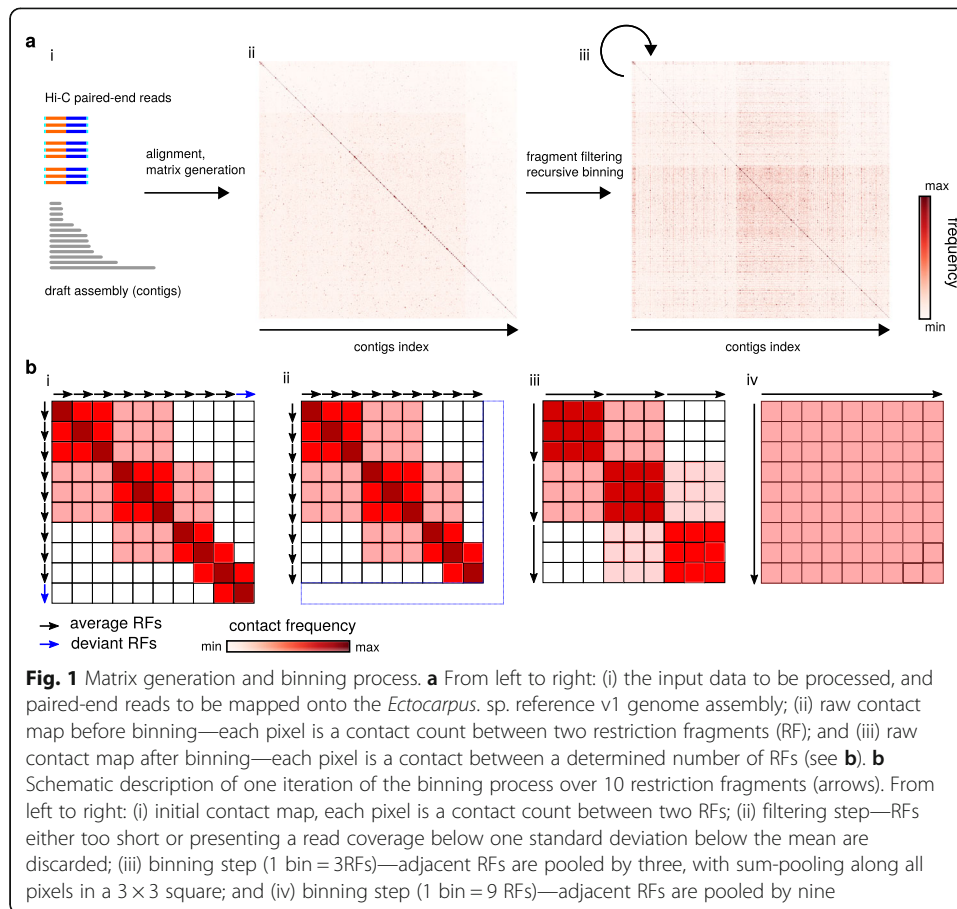 a
i
ii
iii
Hi-C paired-end reads
alignment,
matrix generation
fragment filtering
recursive binning
draft assembly (contigs)
max
frequency
min
contigs index
contigs index
b
i
ii
iii
iv
average RFs
deviant RFs
contact frequency
min
max
Fig. 1 Matrix generation and binning process. a From left to right: (i) the input data to be processed, and
paired-end reads to be mapped onto the Ectocarpus. sp. reference v1 genome assembly; (ii) raw contact
map before binning—each pixel is a contact count between two restriction fragments (RF); and (iii) raw
contact map after binning—each pixel is a contact between a determined number of RFs (see b). b
Schematic description of one iteration of the binning process over 10 restriction fragments (arrows). From
left to right: (i) initial contact map, each pixel is a contact count between two RFs; (ii) filtering step—RFs
either too short or presenting a read coverage below one standard deviation below the mean are
discarded; (iii) binning step (1 bin = 3RFs)—adjacent RFs are pooled by three, with sum-pooling along all
pixels in a 3 × 3 square; and (iv) binning step (1 bin = 9 RFs)—adjacent RFs are pooled by nine